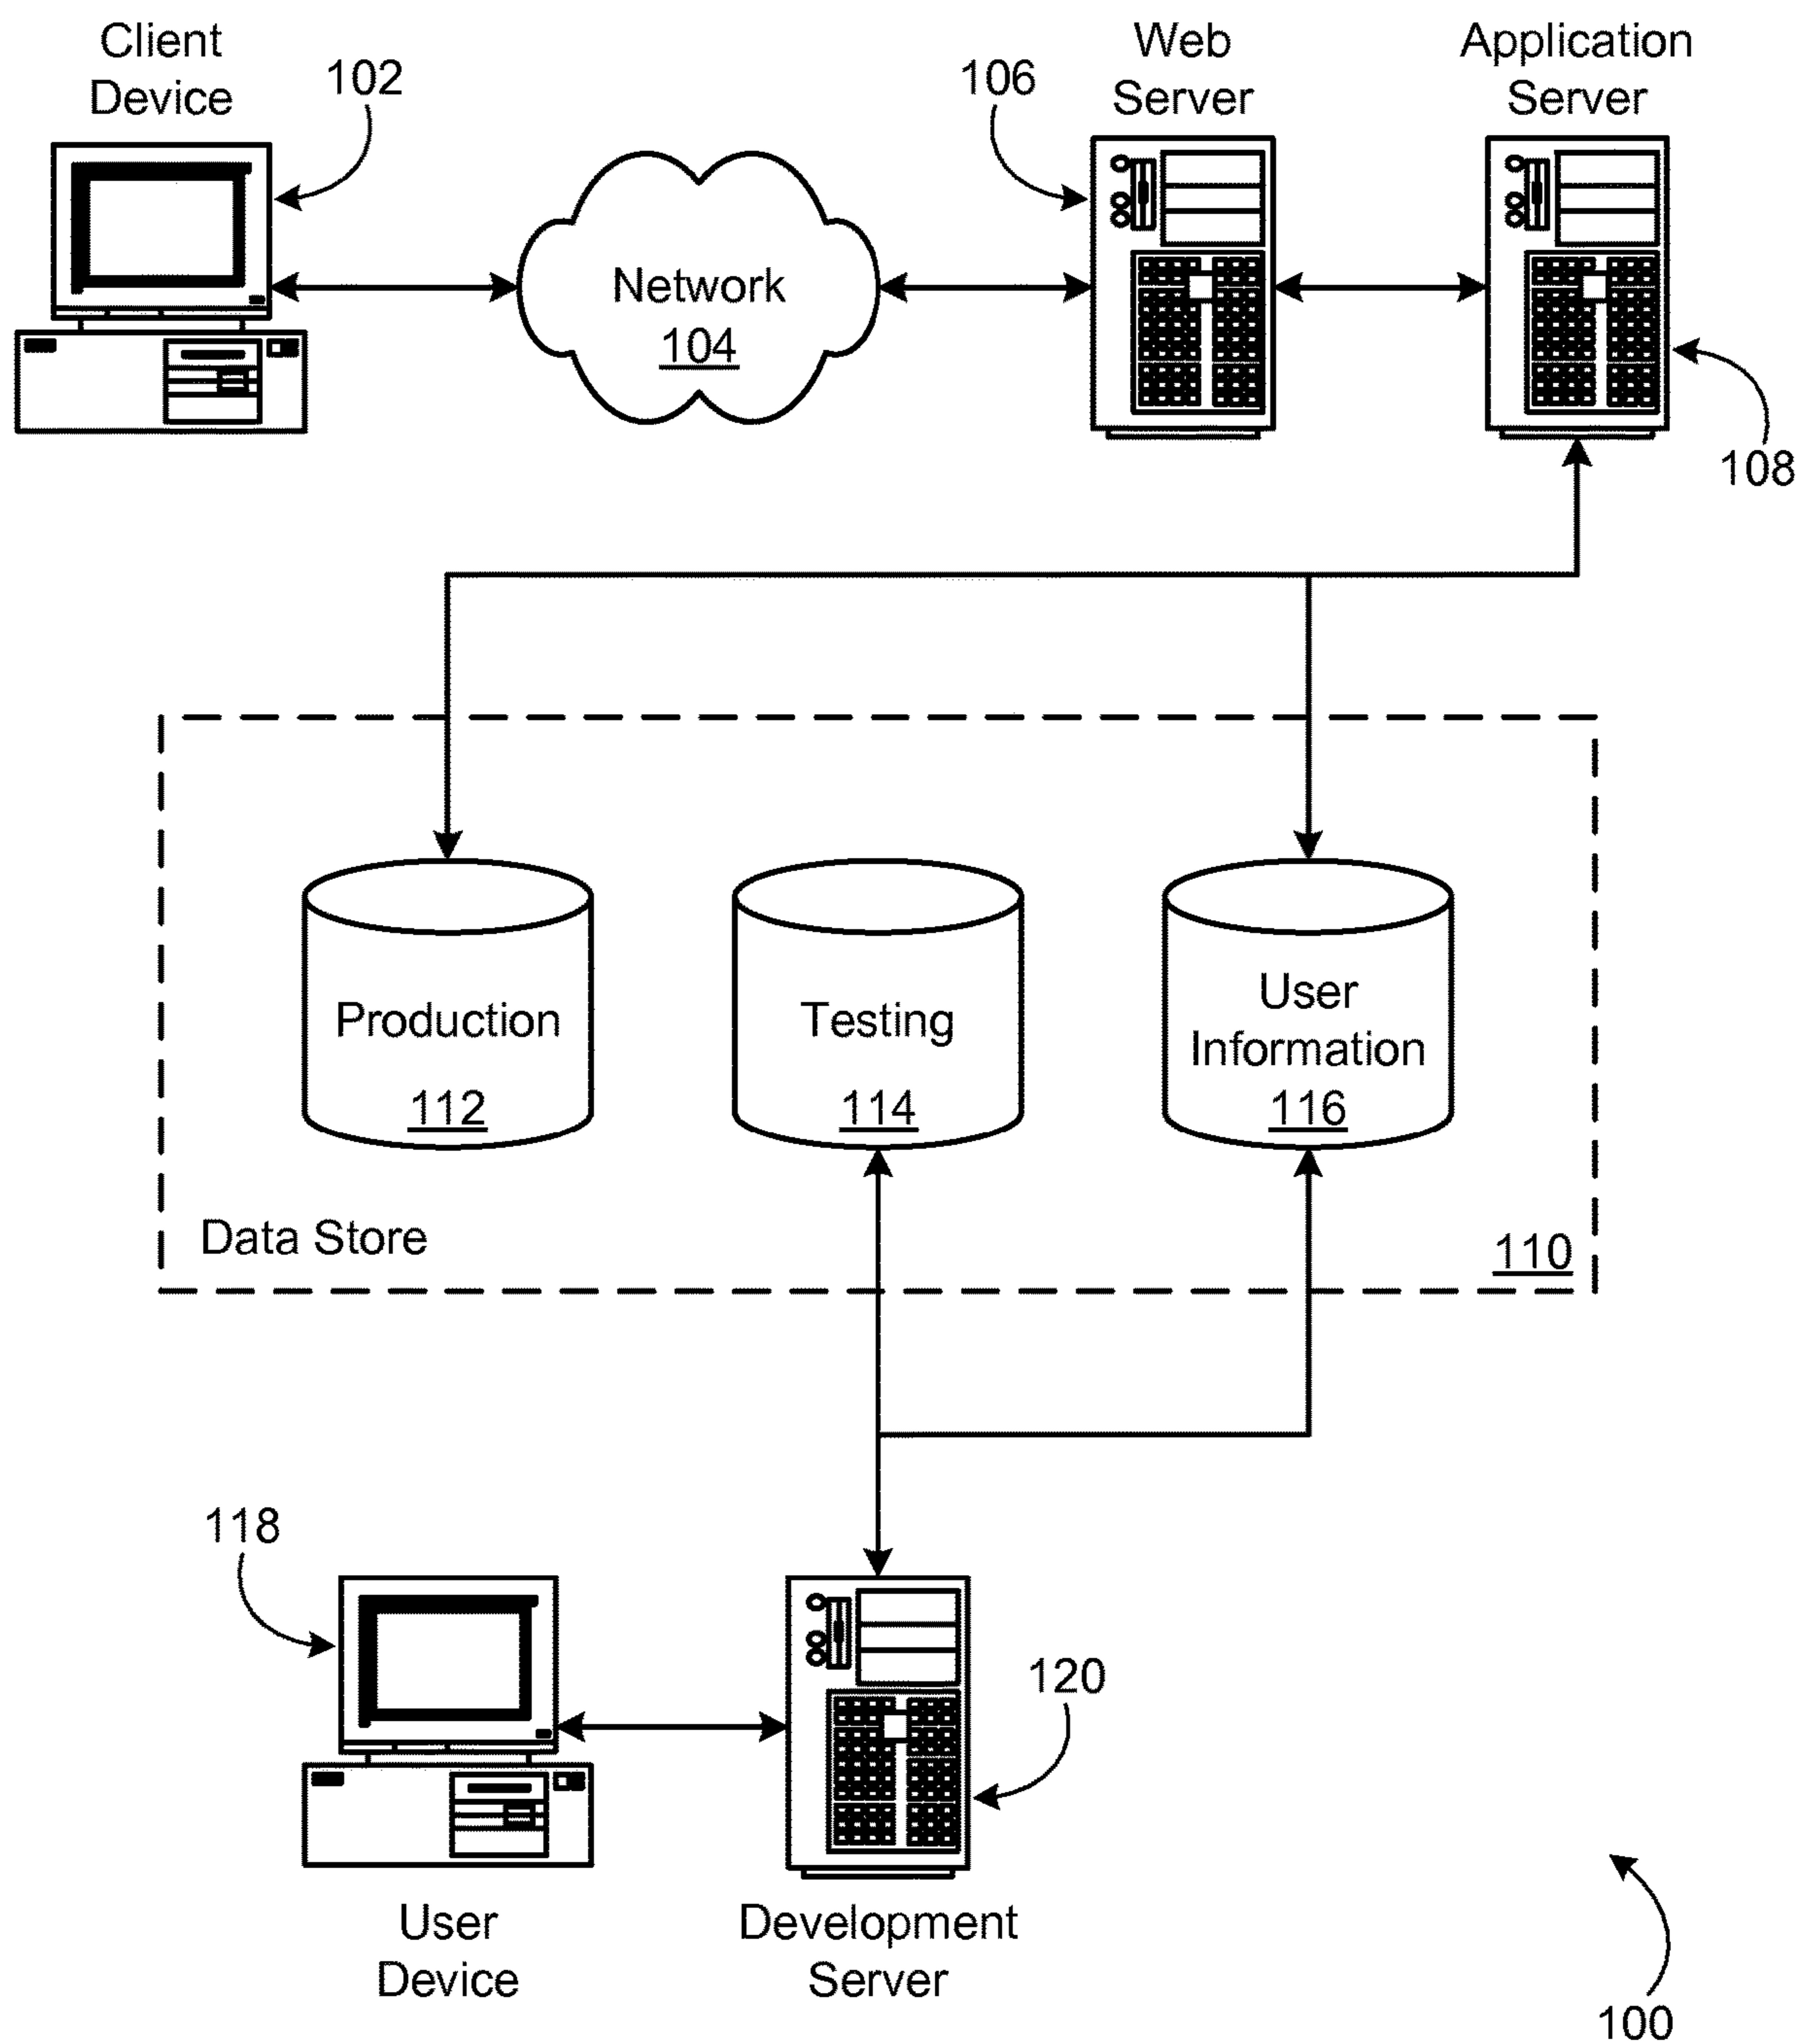 Client
Device
102
Network
104
106
Web
Server
Application
Server
108
Production
112
Testing
114
User
Information
116
Data Store
110
118
User
Device
120
Development
Server
100